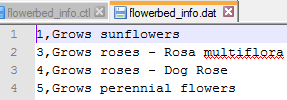 flowerbed_info.ctl flowerbed_info.dat
1 1,Grows sunflowers
2 3,Grows roses - Rosa multiflora
3 4,Grows roses - Dog Rose
4 5,Grows perennial flowers